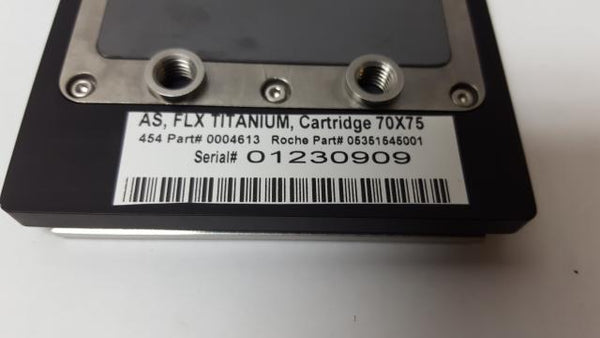 AS, FLX TITANIUM, Cartridge 70X75
454 Part# 0004613 Roche Part# 05351545001
Serial# 01230909